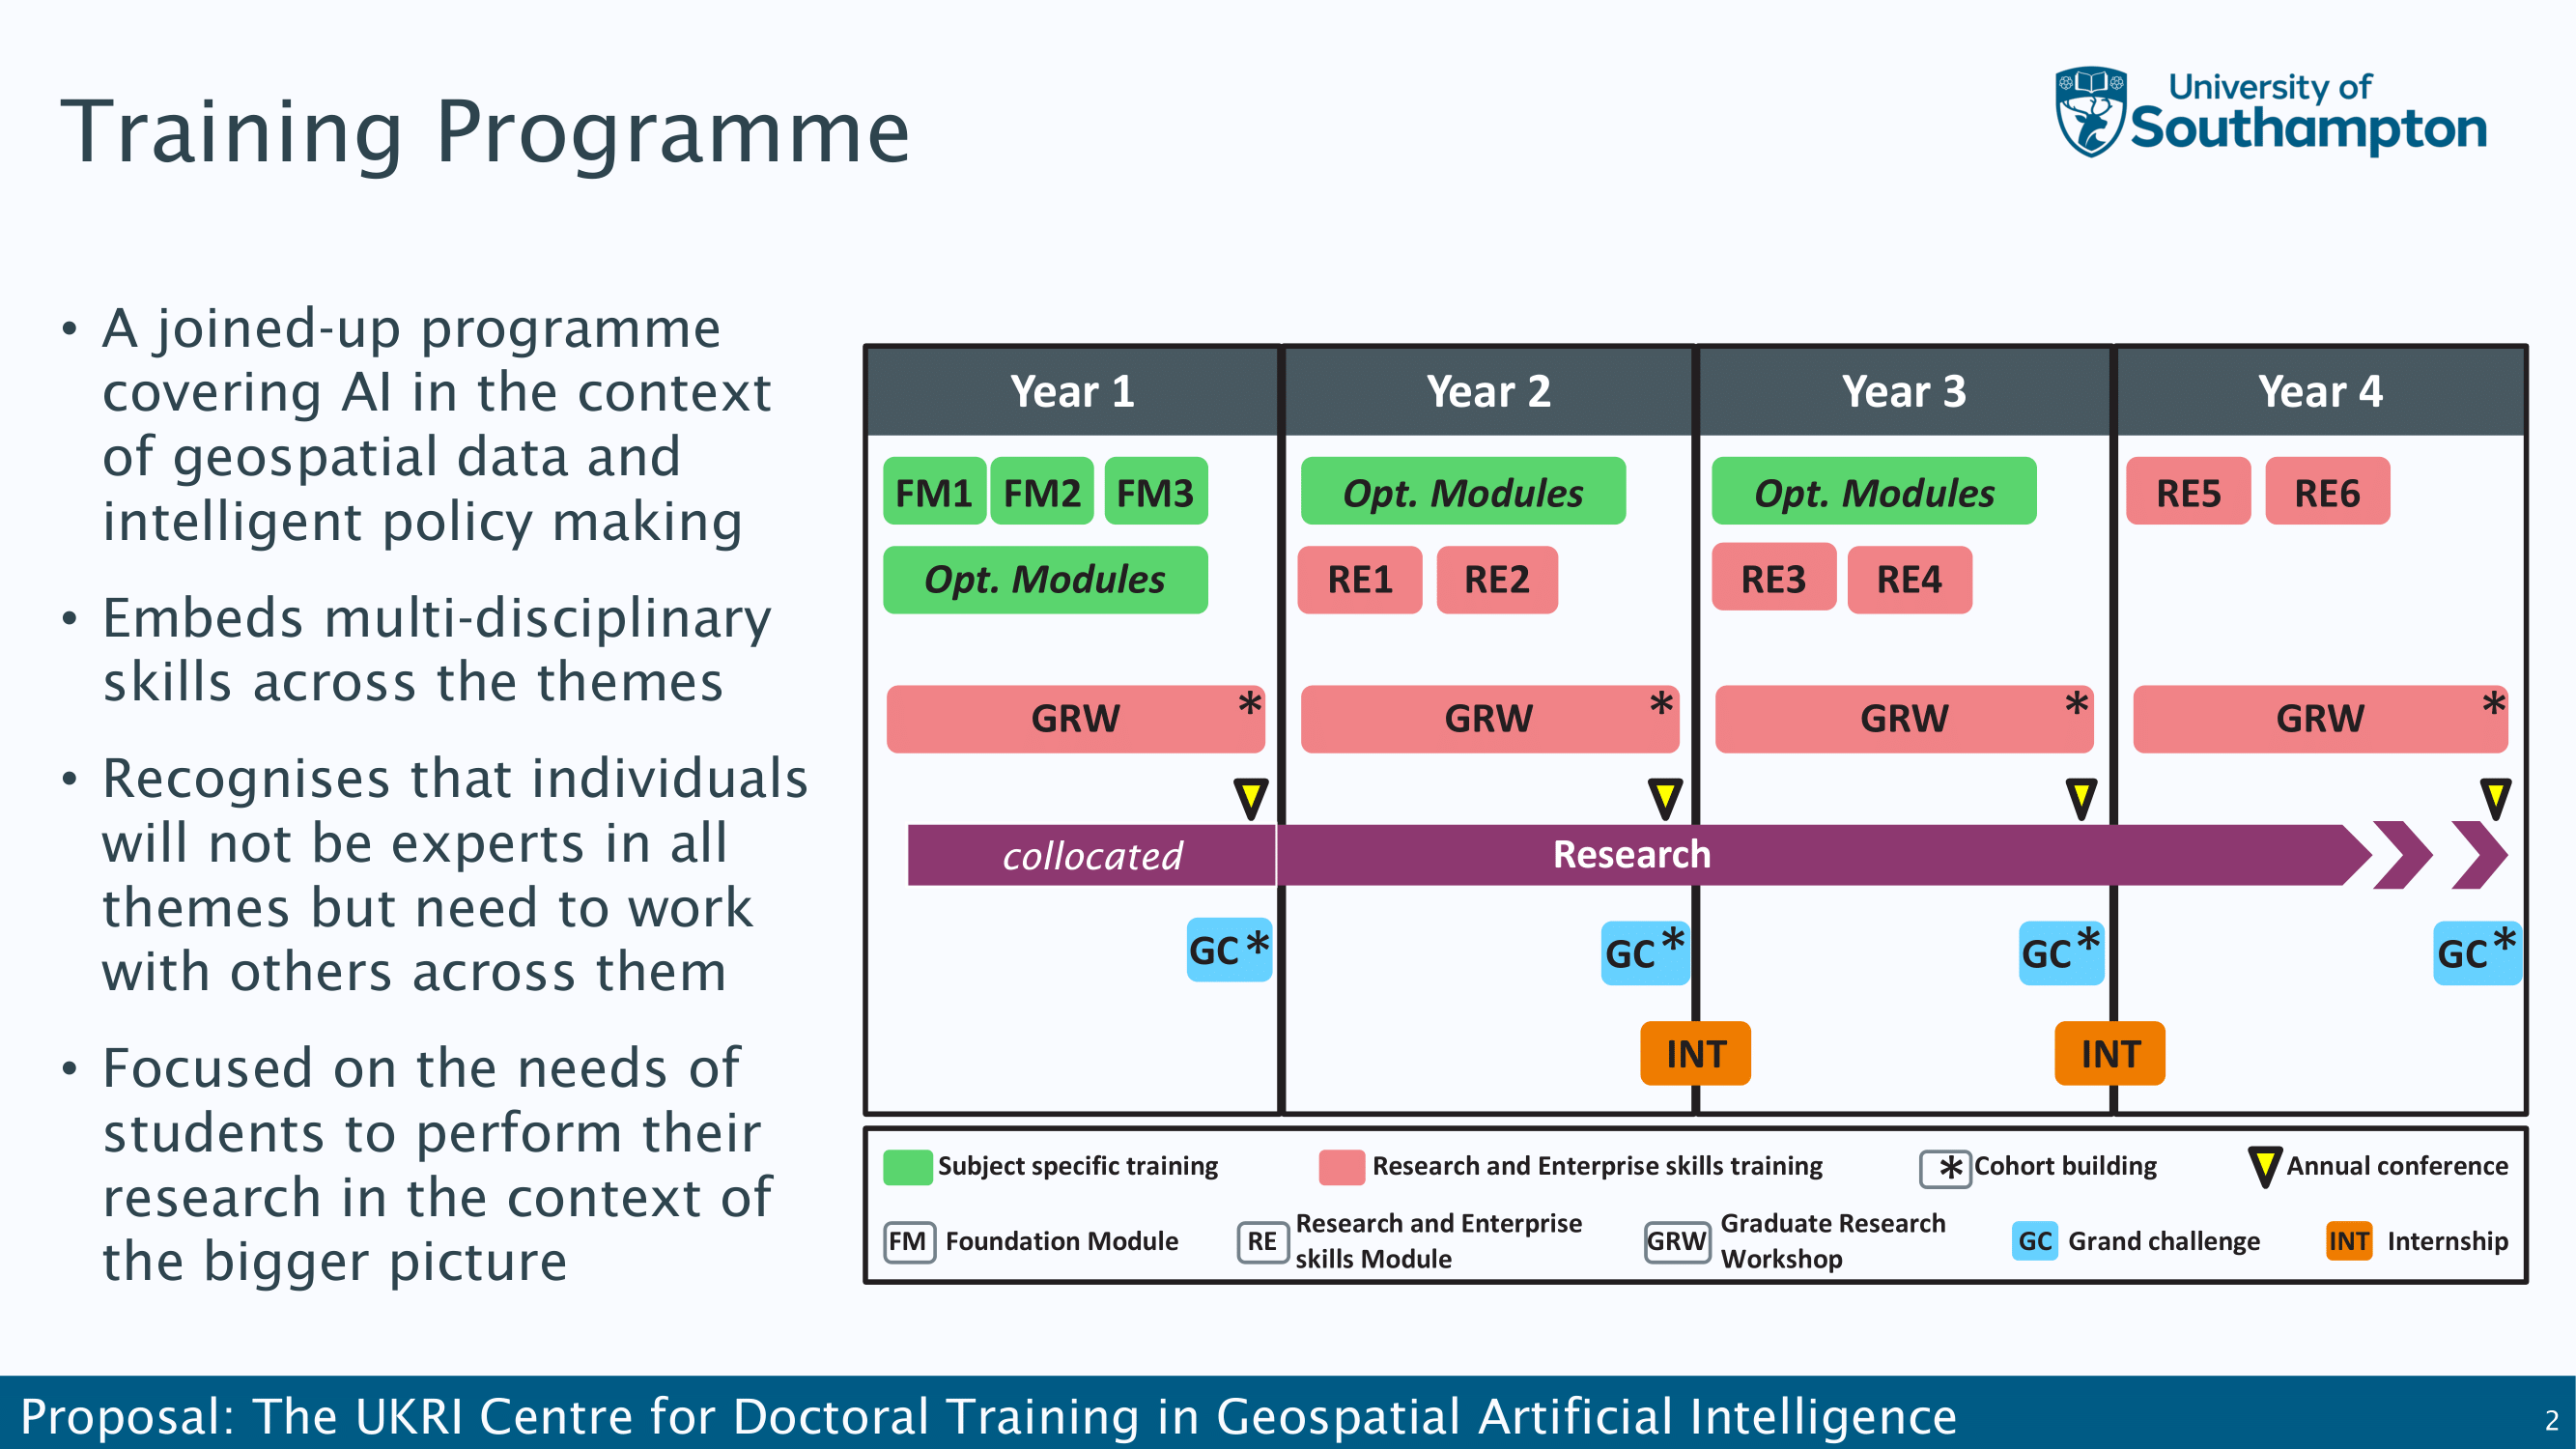 Training Programme
University of
Southampton
• A joined-up programme
covering AI in the context
of geospatial data and
intelligent policy making
• Embeds multi-disciplinary
skills across the themes
• Recognises that individuals
will not be experts in all
themes but need to work
with others across them
• Focused on the needs of
students to perform their
research in the context of
the bigger picture
Year 1 Year 2 Year 3 Year 4
FM1 FM2 FM3 Opt. Modules Opt. Modules RE5 RE6
Opt. Modules RE1 RE2 RE3 RE4
GRW * GRW * GRW * GRW *
collocated Research
GC * GC * GC * GC *
INT INT
Subject specific training Research and Enterprise skills training * Cohort building Annual conference
FM Foundation Module RE Research and Enterprise
skills Module
GRW Graduate Research
Workshop
GC Grand challenge INT Internship
Proposal: The UKRI Centre for Doctoral Training in Geospatial Artificial Intelligence
2